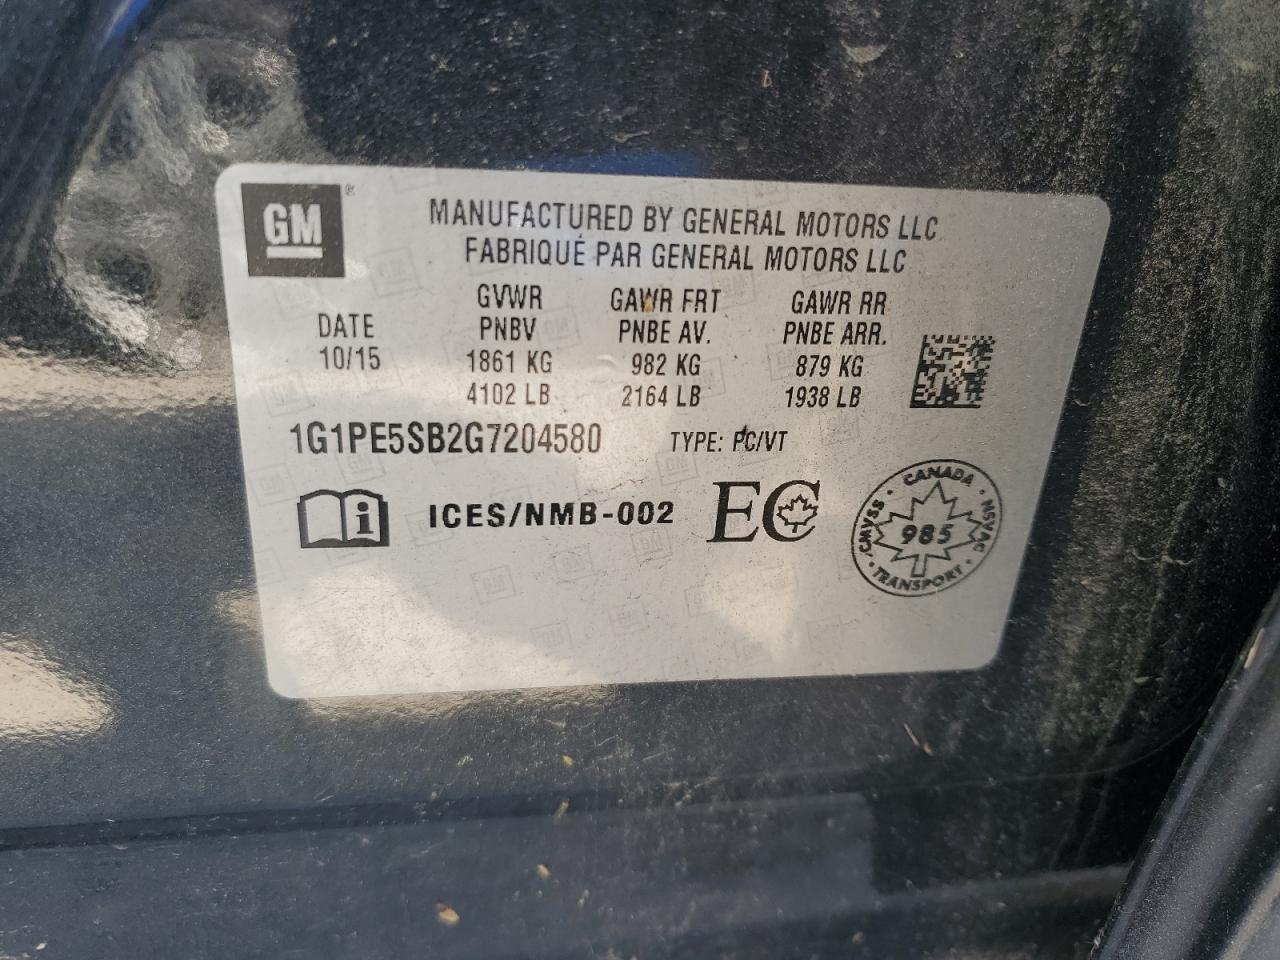 GM®
MANUFACTURED BY GENERAL MOTORS LLC
FABRIQUÉ PAR GENERAL MOTORS LLC
DATE
10/15
GVWR
PNBV
1861 KG
4102 LB
GAWR FRT
PNBE AV.
982 KG
2164 LB
GAWR RR
PNBE ARR.
879 KG
1938 LB
1G1PE5SB2G7204580 TYPE: PC/VT
i ICES/NMB-002 EC
CANADA
CMVSS/NSVAC
985
TRANSPORT